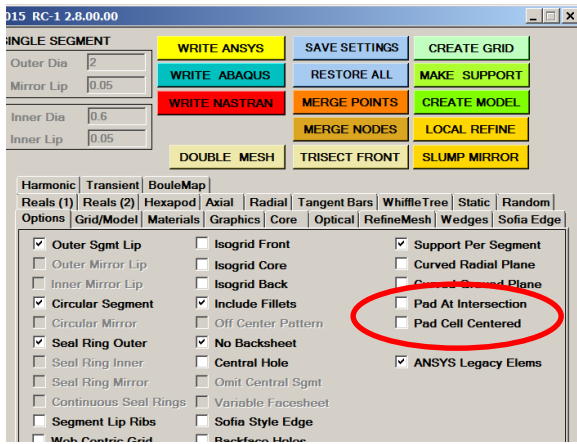 015 RC-1 2.8.00.00
SINGLE SEGMENT
Outer Dia 2
Mirror Lip 0.05
Inner Dia 0.6
Inner Lip 0.05
WRITE ANSYS SAVE SETTINGS CREATE GRID
WRITE ABAQUS RESTORE ALL MAKE SUPPORT
WRITE NASTRAN MERGE POINTS CREATE MODEL
MERGE NODES LOCAL REFINE
DOUBLE MESH TRISECT FRONT SLUMP MIRROR
Harmonic Transient BouleMap
Reals (1) Reals (2) Hexapod Axial Radial Tangent Bars WhiffleTree Static Random
Options Grid/Model Materials Graphics Core Optical RefineMesh Wedges Sofia Edge
Outer Sgmt Lip Isogrid Front Support Per Segment
Outer Mirror Lip Isogrid Core Curved Radial Plane
Inner Mirror Lip Isogrid Back Curved Ground Plane
Circular Segment Include Fillets Pad At Intersection
Circular Mirror Off Center Pattern Pad Cell Centered
Seal Ring Outer No Backsheet
Seal Ring Inner Central Hole ANSYS Legacy Elems
Seal Ring Mirror Omit Central Sgmt
Continuous Seal Rings Variable Facesheet
Segment Lip Ribs Sofia Style Edge
Web Centric Grid Backface Holes